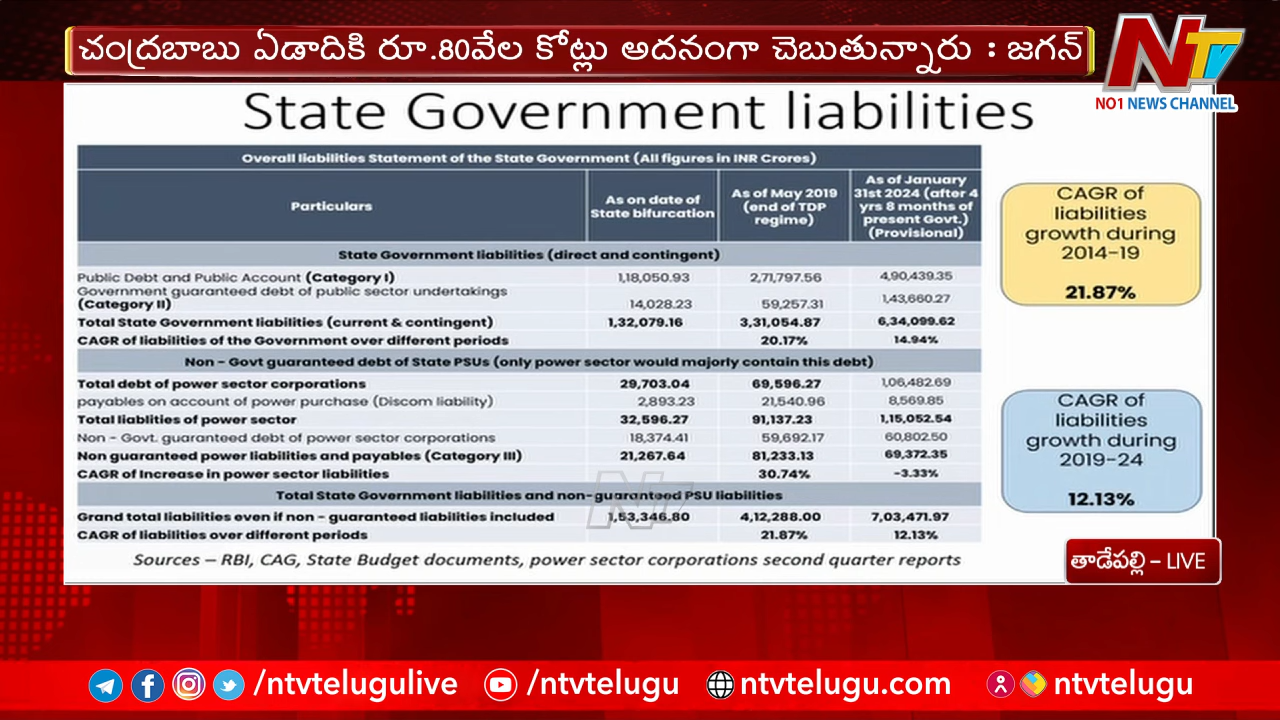 చంద్రబాబు ఏడాదికి రూ.80వేల కోట్లు అదనంగా చెబుతున్నారు : జగన్
NTV
NO1 NEWS CHANNEL
State Government liabilities
Overall liabilities Statement of the State Government (All figures in INR Crores)
Particulars
As on date of
State bifurcation
As of May 2019
(end of TDP
regime)
As of January
31st 2024 (after 4
yrs 8 months of
present Govt.)
(Provisional)
State Government liabilities (direct and contingent)
Public Debt and Public Account (Category I) 1,18,050.93 2,71,797.56 4,90,439.35
Government guaranteed debt of public sector undertakings
(Category II) 14,028.23 59,257.31 1,43,660.27
Total State Government liabilities (current & contingent) 1,32,079.16 3,31,054.87 6,34,099.62
CAGR of liabilities of the Government over different periods 20.17% 14.94%
Non - Govt guaranteed debt of State PSUs (only power sector would majorly contain this debt)
Total debt of power sector corporations 29,703.04 69,596.27 1,06,482.69
payables on account of power purchase (Discom liability) 2,893.23 21,540.96 8,569.85
Total liablities of power sector 32,596.27 91,137.23 1,15,052.54
Non - Govt. guaranteed debt of power sector corporations 18,374.41 59,692.17 60,802.50
Non guaranteed power liabilities and payables (Category III) 21,267.64 81,233.13 69,372.35
CAGR of Increase in power sector liabilities 30.74% -3.33%
Total State Government liabilities and non-guaranteed PSU liabilities
Grand total liabilities even if non - guaranteed liabilities included 1,53,346.80 4,12,288.00 7,03,471.97
CAGR of liabilities over different periods 21.87% 12.13%
Sources – RBI, CAG, State Budget documents, power sector corporations second quarter reports
CAGR of
liabilities
growth during
2014-19
21.87%
CAGR of
liabilities
growth during
2019-24
12.13%
NTV
తాడేపల్లి – LIVE
/ntvtelugulive
/ntvtelugu
ntvtelugu.com
ntvtelugu